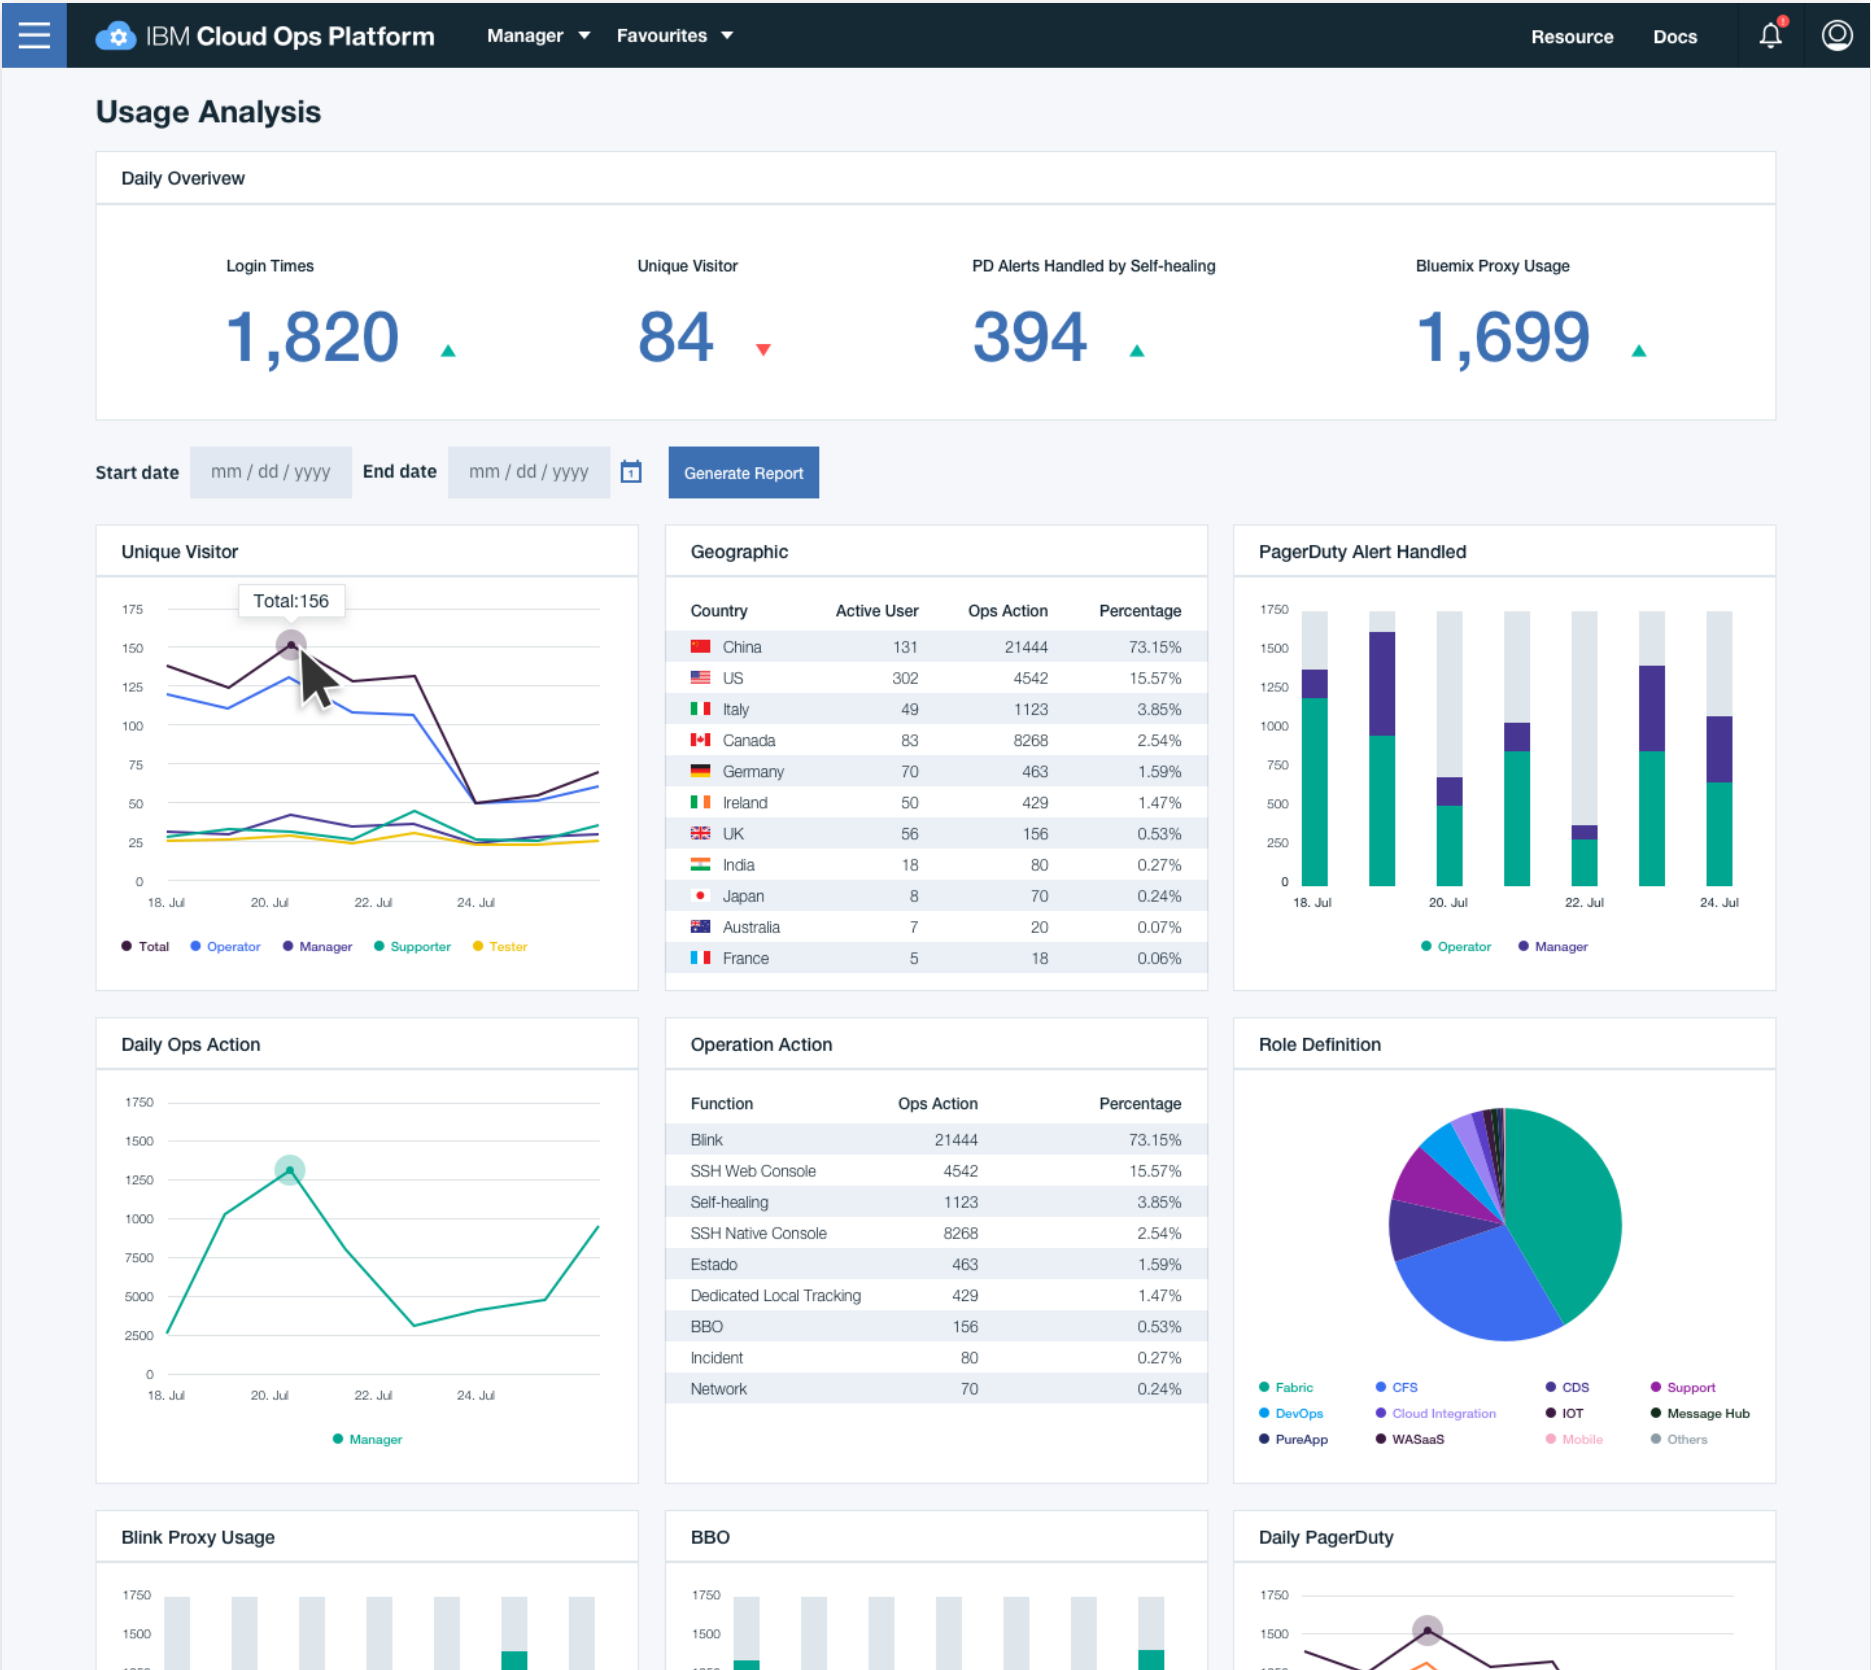 IBM Cloud Ops Platform Manager Favourites Resource Docs
Usage Analysis
Daily Overivew
Login Times Unique Visitor PD Alerts Handled by Self-healing Bluemix Proxy Usage
1,820 84 394 1,699
Start date mm / dd / yyyy End date mm / dd / yyyy 1 Generate Report
Unique Visitor
Total:156
175
150
125
100
75
50
25
0
18. Jul 20. Jul 22. Jul 24. Jul
Total Operator Manager Supporter Tester
Geographic
Country Active User Ops Action Percentage
China 131 21444 73.15%
US 302 4542 15.57%
Italy 49 1123 3.85%
Canada 83 8268 2.54%
Germany 70 463 1.59%
Ireland 50 429 1.47%
UK 56 156 0.53%
India 18 80 0.27%
Japan 8 70 0.24%
Australia 7 20 0.07%
France 5 18 0.06%
PagerDuty Alert Handled
1750
1500
1250
1000
750
500
250
0
18. Jul 20. Jul 22. Jul 24. Jul
Operator Manager
Daily Ops Action
1750
1500
1250
1000
7500
5000
2500
0
18. Jul 20. Jul 22. Jul 24. Jul
Manager
Operation Action
Function Ops Action Percentage
Blink 21444 73.15%
SSH Web Console 4542 15.57%
Self-healing 1123 3.85%
SSH Native Console 8268 2.54%
Estado 463 1.59%
Dedicated Local Tracking 429 1.47%
BBO 156 0.53%
Incident 80 0.27%
Network 70 0.24%
Role Definition
Fabric CFS CDS Support
DevOps Cloud Integration IOT Message Hub
PureApp WASaaS Mobile Others
Blink Proxy Usage
1750
1500
BBO
1750
1500
Daily PagerDuty
1750
1500